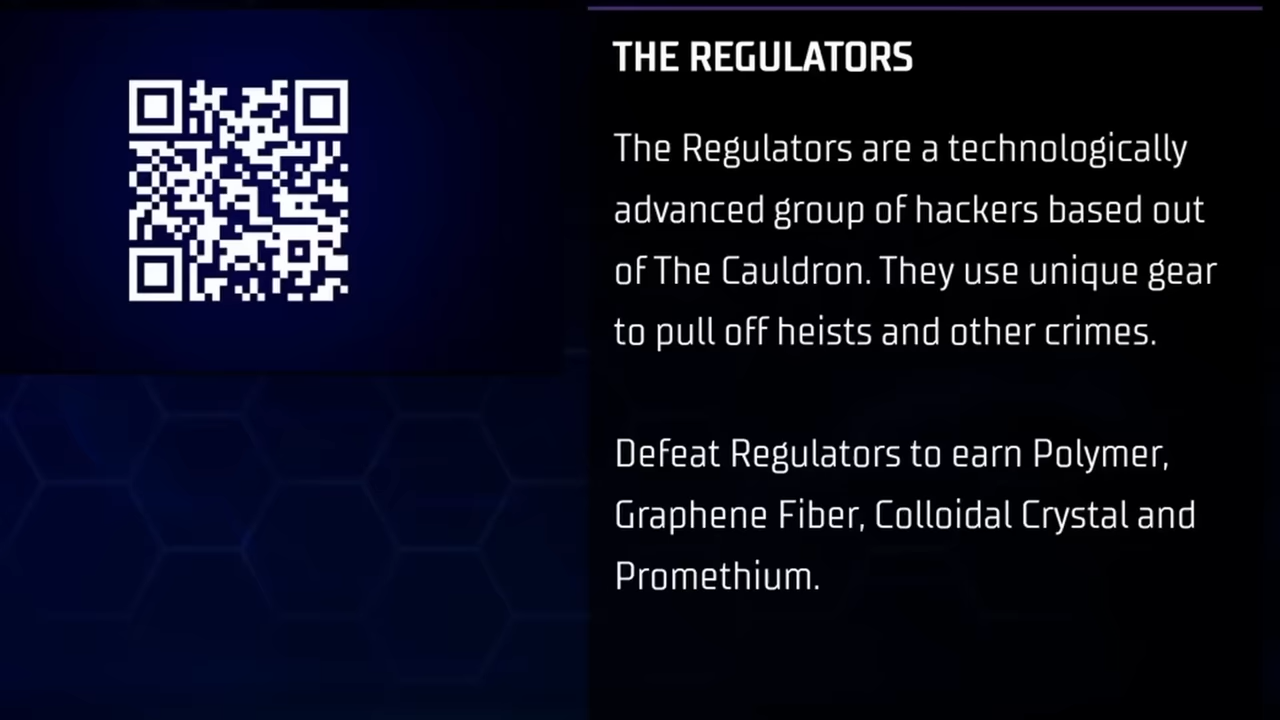 THE REGULATORS
The Regulators are a technologically
advanced group of hackers based out
of The Cauldron. They use unique gear
to pull off heists and other crimes.
Defeat Regulators to earn Polymer,
Graphene Fiber, Colloidal Crystal and
Promethium.